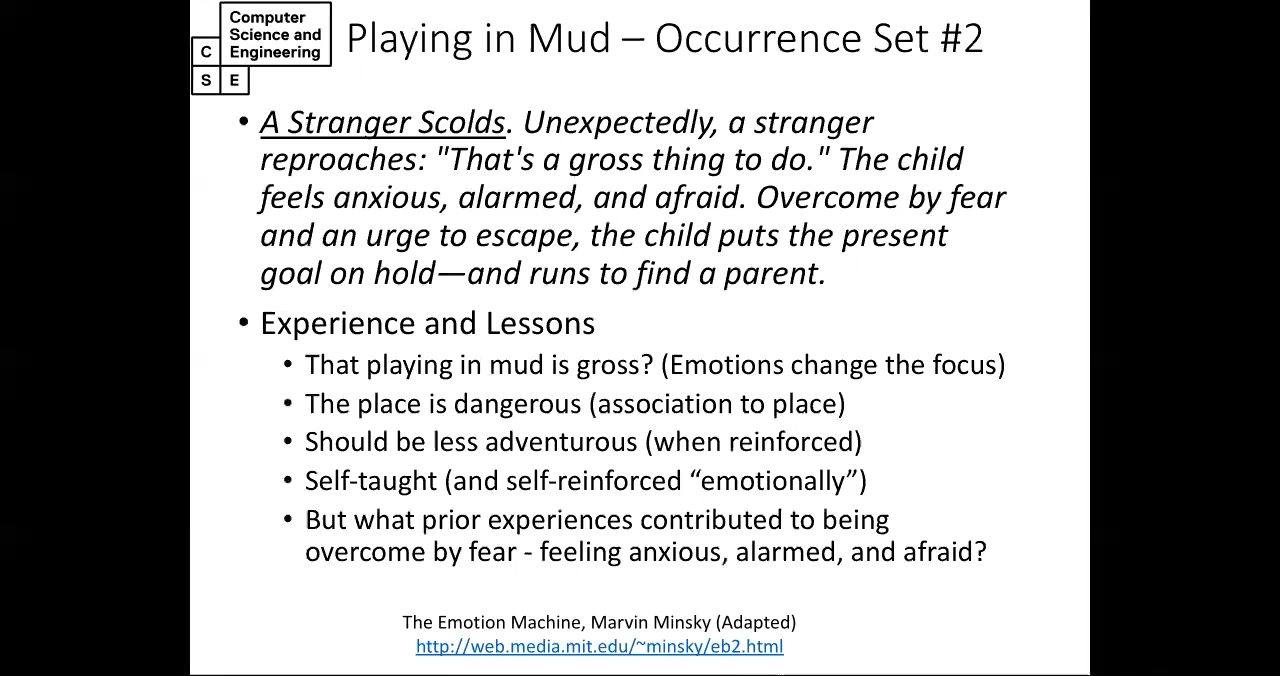 Computer
Science and
Engineering
C
S E
Playing in Mud – Occurrence Set #2
• A Stranger Scolds. Unexpectedly, a stranger
reproaches: "That's a gross thing to do." The child
feels anxious, alarmed, and afraid. Overcome by fear
and an urge to escape, the child puts the present
goal on hold—and runs to find a parent.
• Experience and Lessons
• That playing in mud is gross? (Emotions change the focus)
• The place is dangerous (association to place)
• Should be less adventurous (when reinforced)
• Self-taught (and self-reinforced “emotionally”)
• But what prior experiences contributed to being
overcome by fear - feeling anxious, alarmed, and afraid?
The Emotion Machine, Marvin Minsky (Adapted)
http://web.media.mit.edu/~minsky/eb2.html